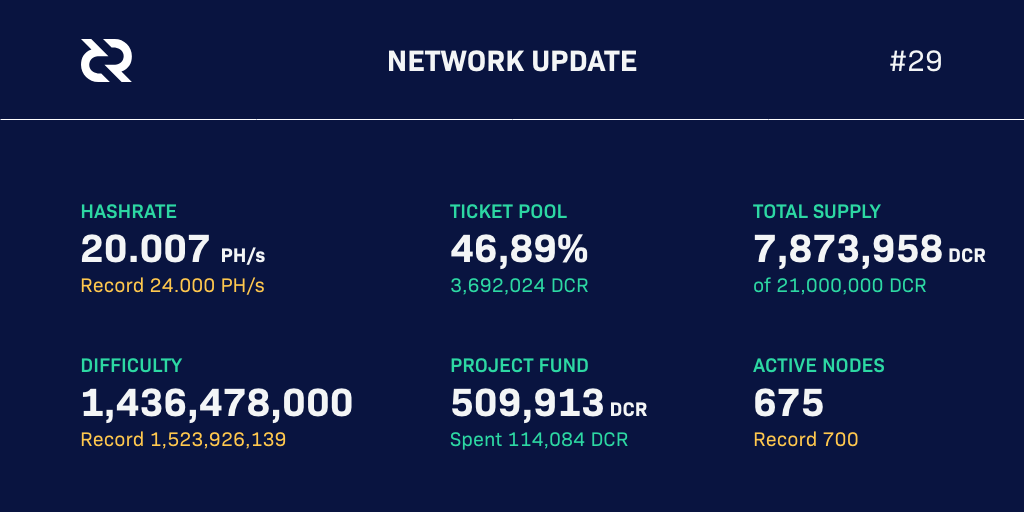 NETWORK UPDATE
#29
HASHRATE
20.007 PH/s
Record 24.000 PH/s
TICKET POOL
46,89%
3,692,024 DCR
TOTAL SUPPLY
7,873,958 DCR
of 21,000,000 DCR
DIFFICULTY
1,436,478,000
Record 1,523,926,139
PROJECT FUND
509,913 DCR
Spent 114,084 DCR
ACTIVE NODES
675
Record 700